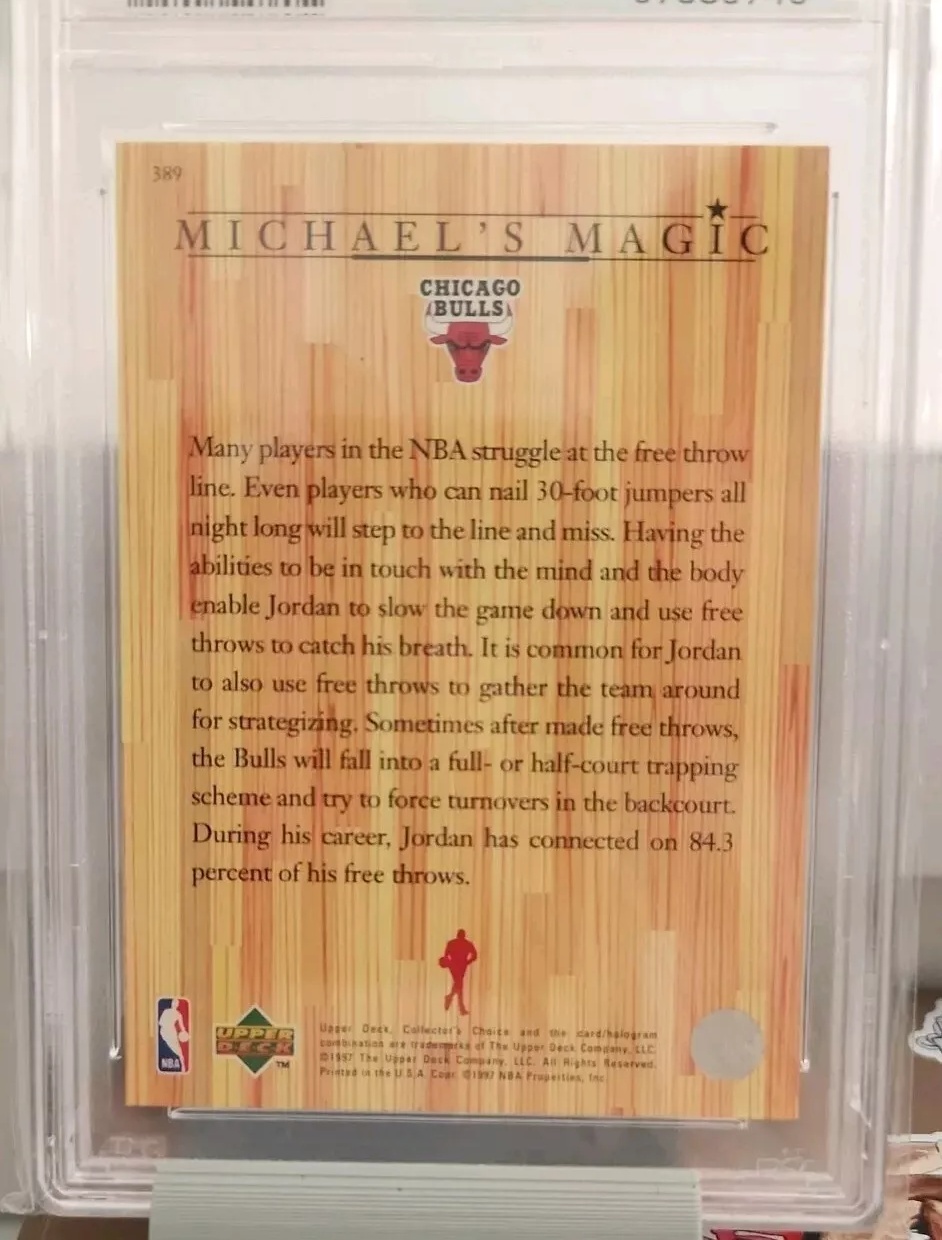 389
MICHAEL'S MAGIC
CHICAGO
BULLS
Many players in the NBA struggle at the free throw
line. Even players who can nail 30-foot jumpers all
night long will step to the line and miss. Having the
abilities to be in touch with the mind and the body
enable Jordan to slow the game down and use free
throws to catch his breath. It is common for Jordan
to also use free throws to gather the team around
for strategizing. Sometimes after made free throws,
the Bulls will fall into a full- or half-court trapping
scheme and try to force turnovers in the backcourt.
During his career, Jordan has connected on 84.3
percent of his free throws.
NBA
UPPER
DECK
TM
Upper Deck, Collector's Choice and the card/hologram
combination are trademarks of The Upper Deck Company, LLC.
©1997 The Upper Deck Company, LLC. All Rights Reserved.
Printed in the U.S.A. Copr. ©1997 NBA Properties, Inc.